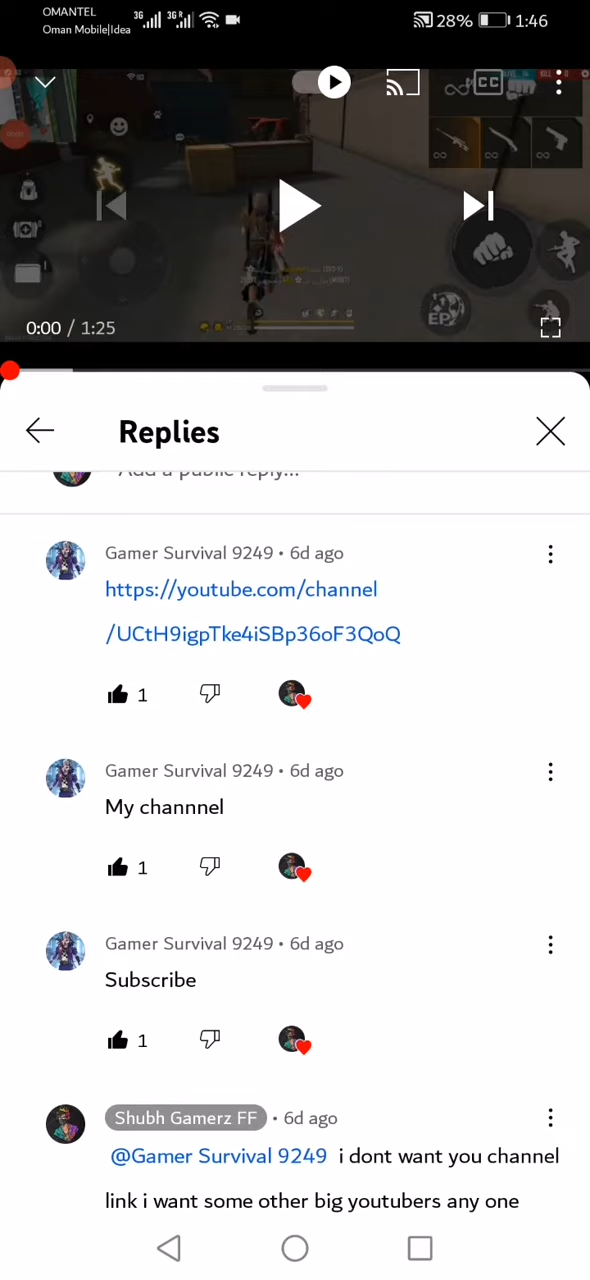 OMANTEL
Oman Mobile|Idea
3G
3G R
28%
1:46
CC
EP
0:00 / 1:25
Replies
Add a public reply...
Gamer Survival 9249 • 6d ago
https://youtube.com/channel
/UCtH9igpTke4iSBp36oF3QoQ
1
Gamer Survival 9249 • 6d ago
My channnel
1
Gamer Survival 9249 • 6d ago
Subscribe
1
Shubh Gamerz FF • 6d ago
@Gamer Survival 9249 i dont want you channel
link i want some other big youtubers any one